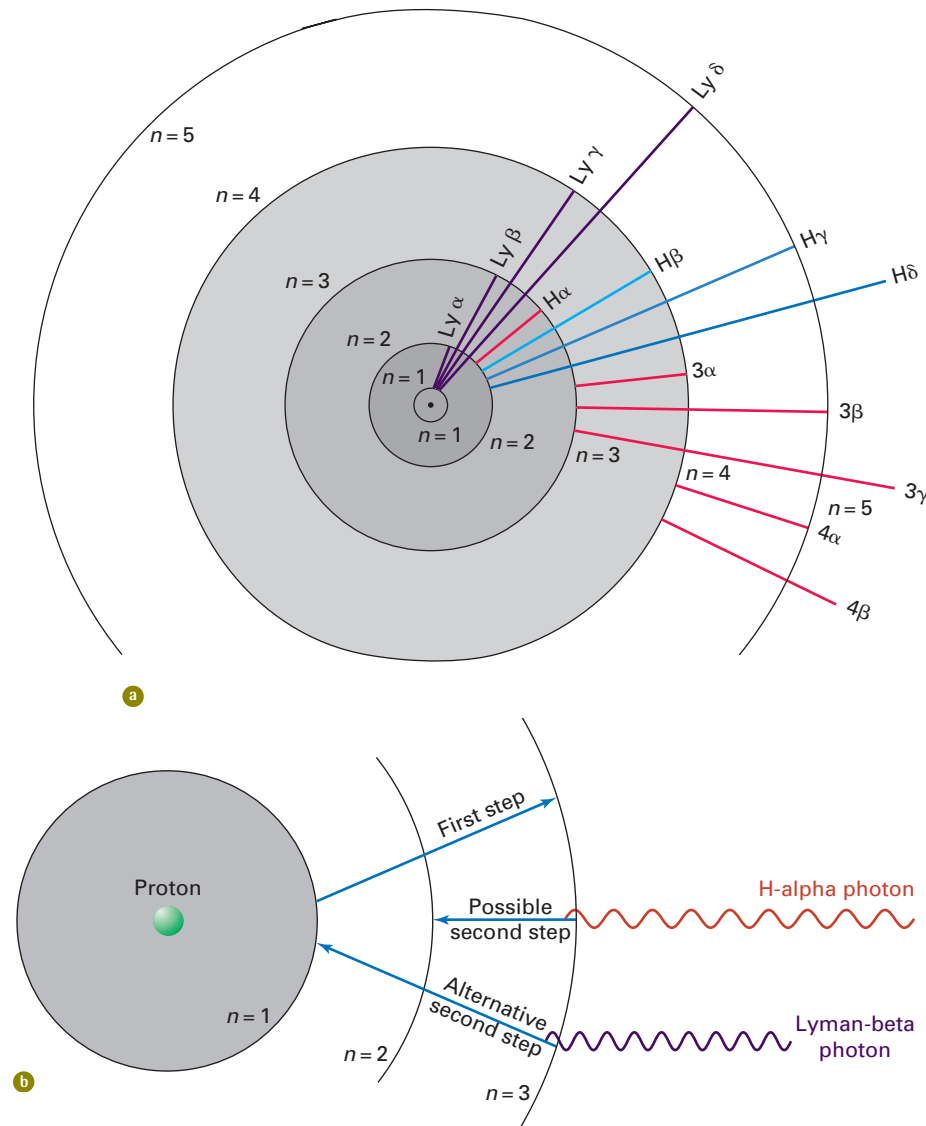 Ly δ
n = 5
Ly γ
n = 4
Hγ
Ly β
Hβ
Hδ
n = 3
Hα
Ly α
n = 2
3α
n = 1
3β
n = 1
n = 2
n = 3
n = 4
3γ
n = 5
4α
4β
a
First step
Proton
Possible
second step
H-alpha photon
Alternative
second step
n = 1
Lyman-beta
photon
n = 2
b
n = 3